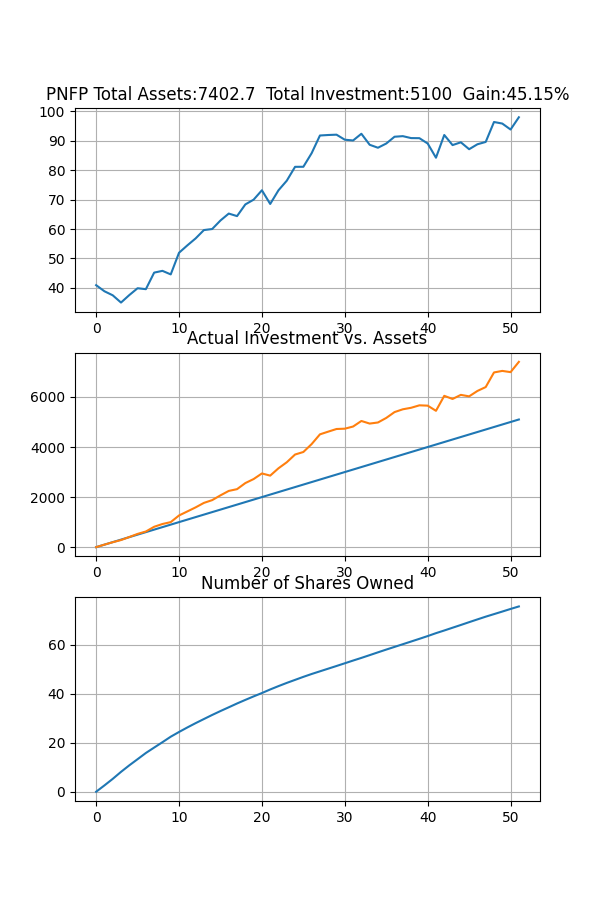 PNFP Total Assets:7402.7  Total Investment:5100  Gain:45.15%
100
90
80
70
60
50
40
0 10 20 30 40 50
Actual Investment vs. Assets
6000
4000
2000
0
0 10 20 30 40 50
Number of Shares Owned
60
40
20
0
0 10 20 30 40 50